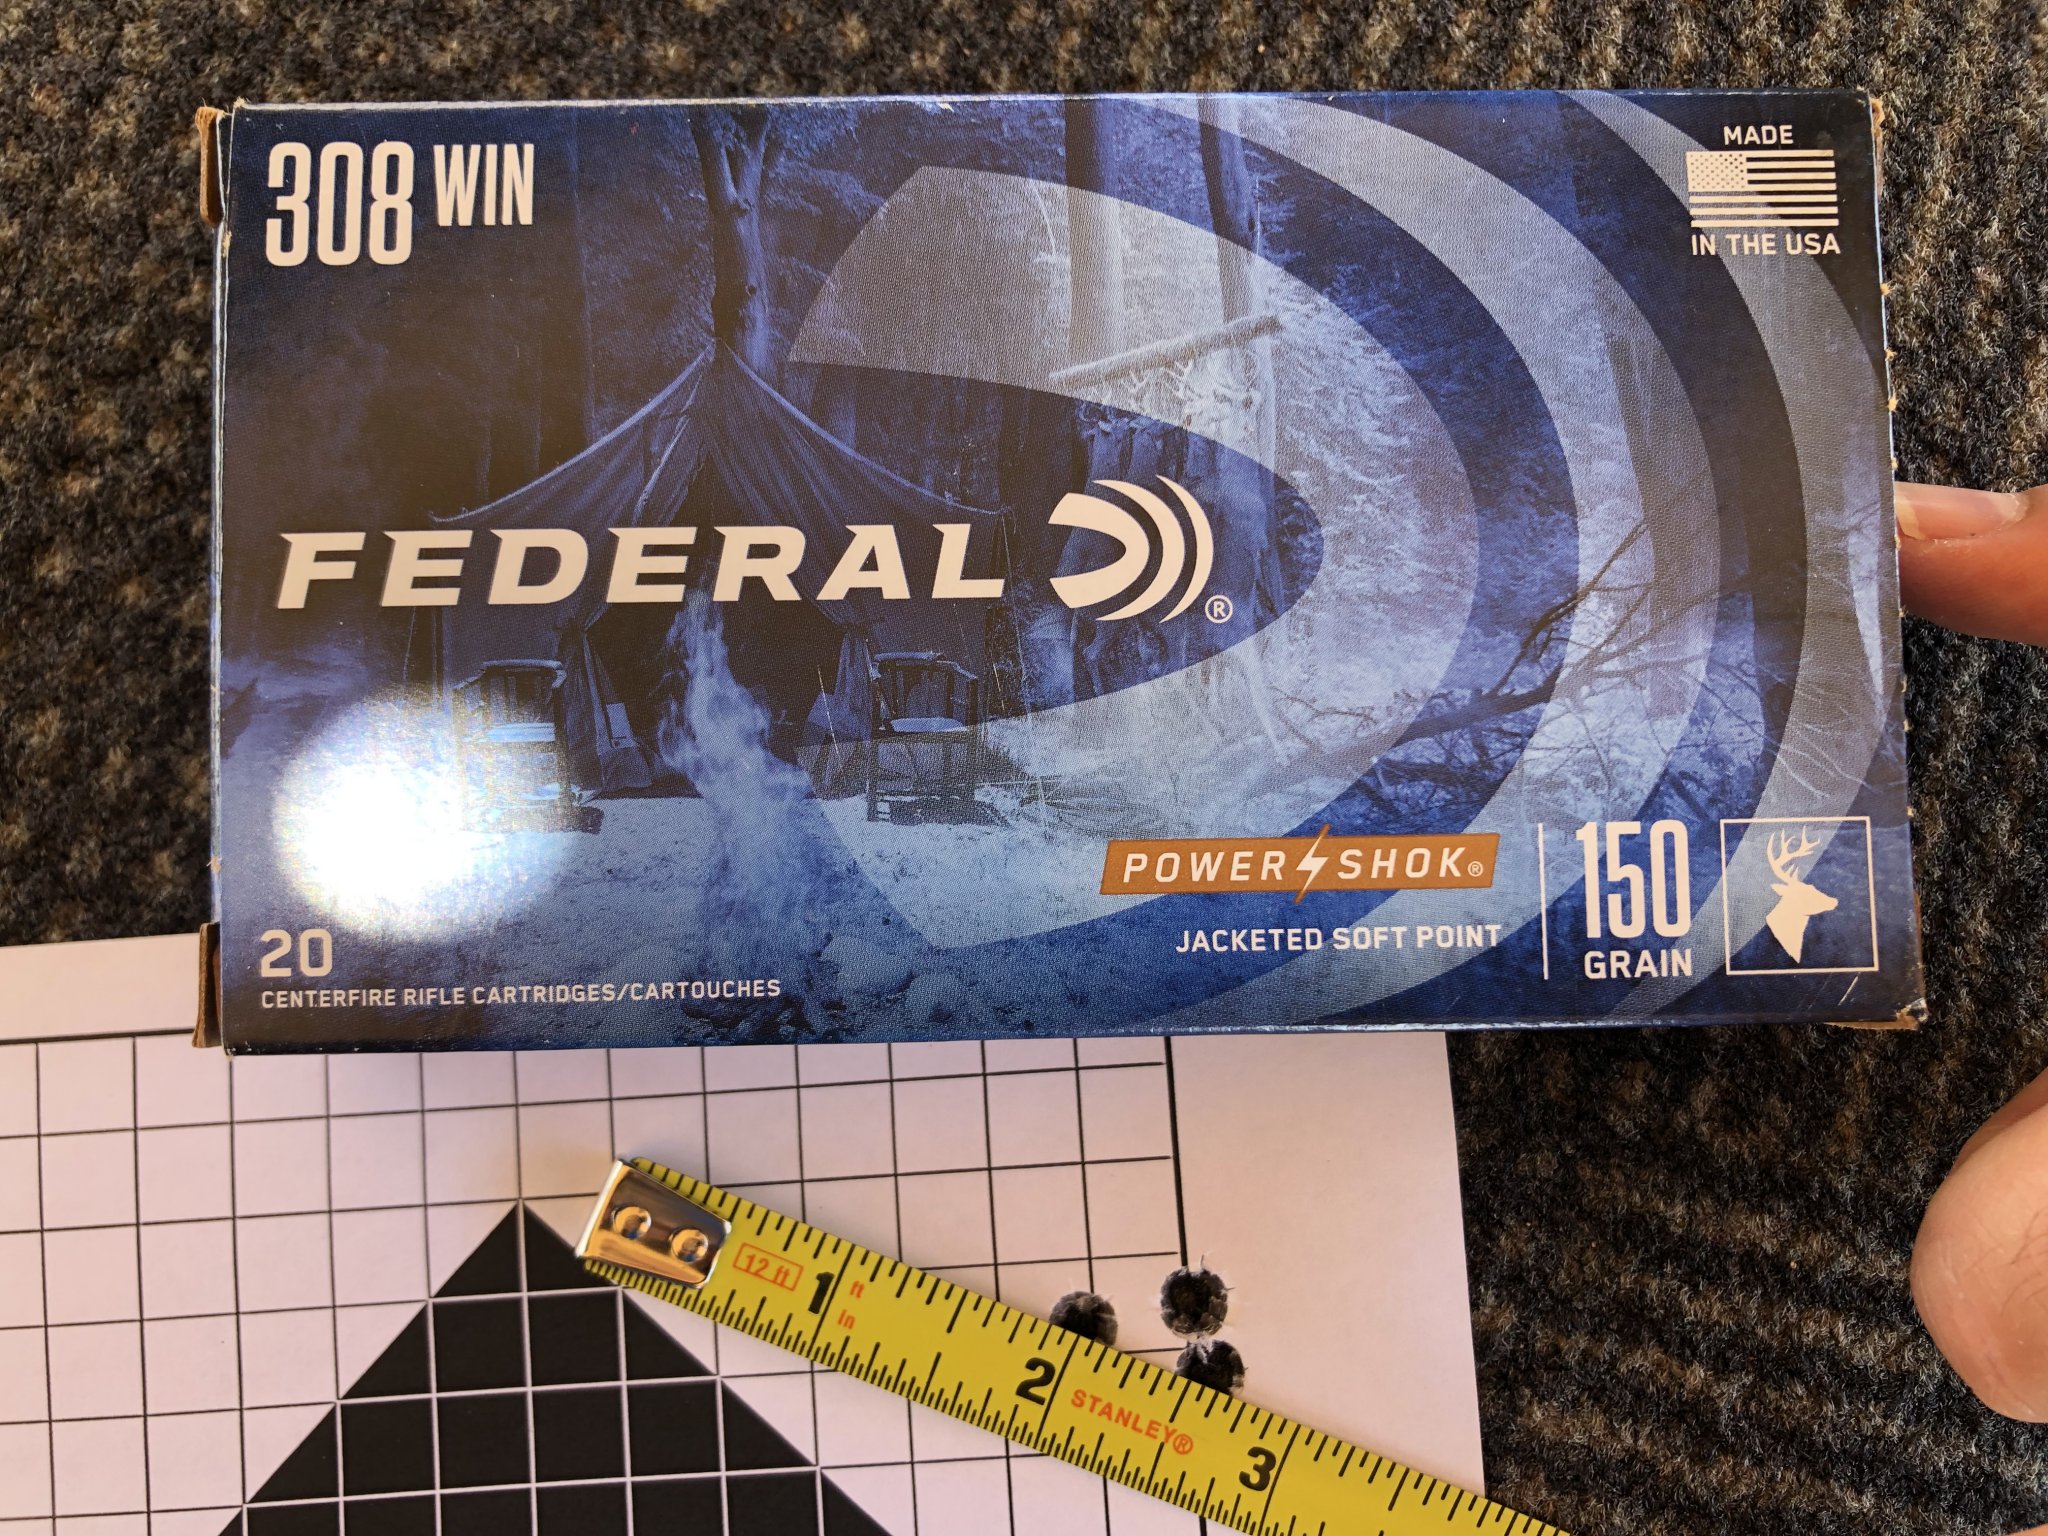 308 WIN
MADE
IN THE USA
FEDERAL®
POWER SHOK®
JACKETED SOFT POINT
150
GRAIN
20
CENTERFIRE RIFLE CARTRIDGES/CARTOUCHES
12 ft
1
ft
in
2
STANLEY®
3